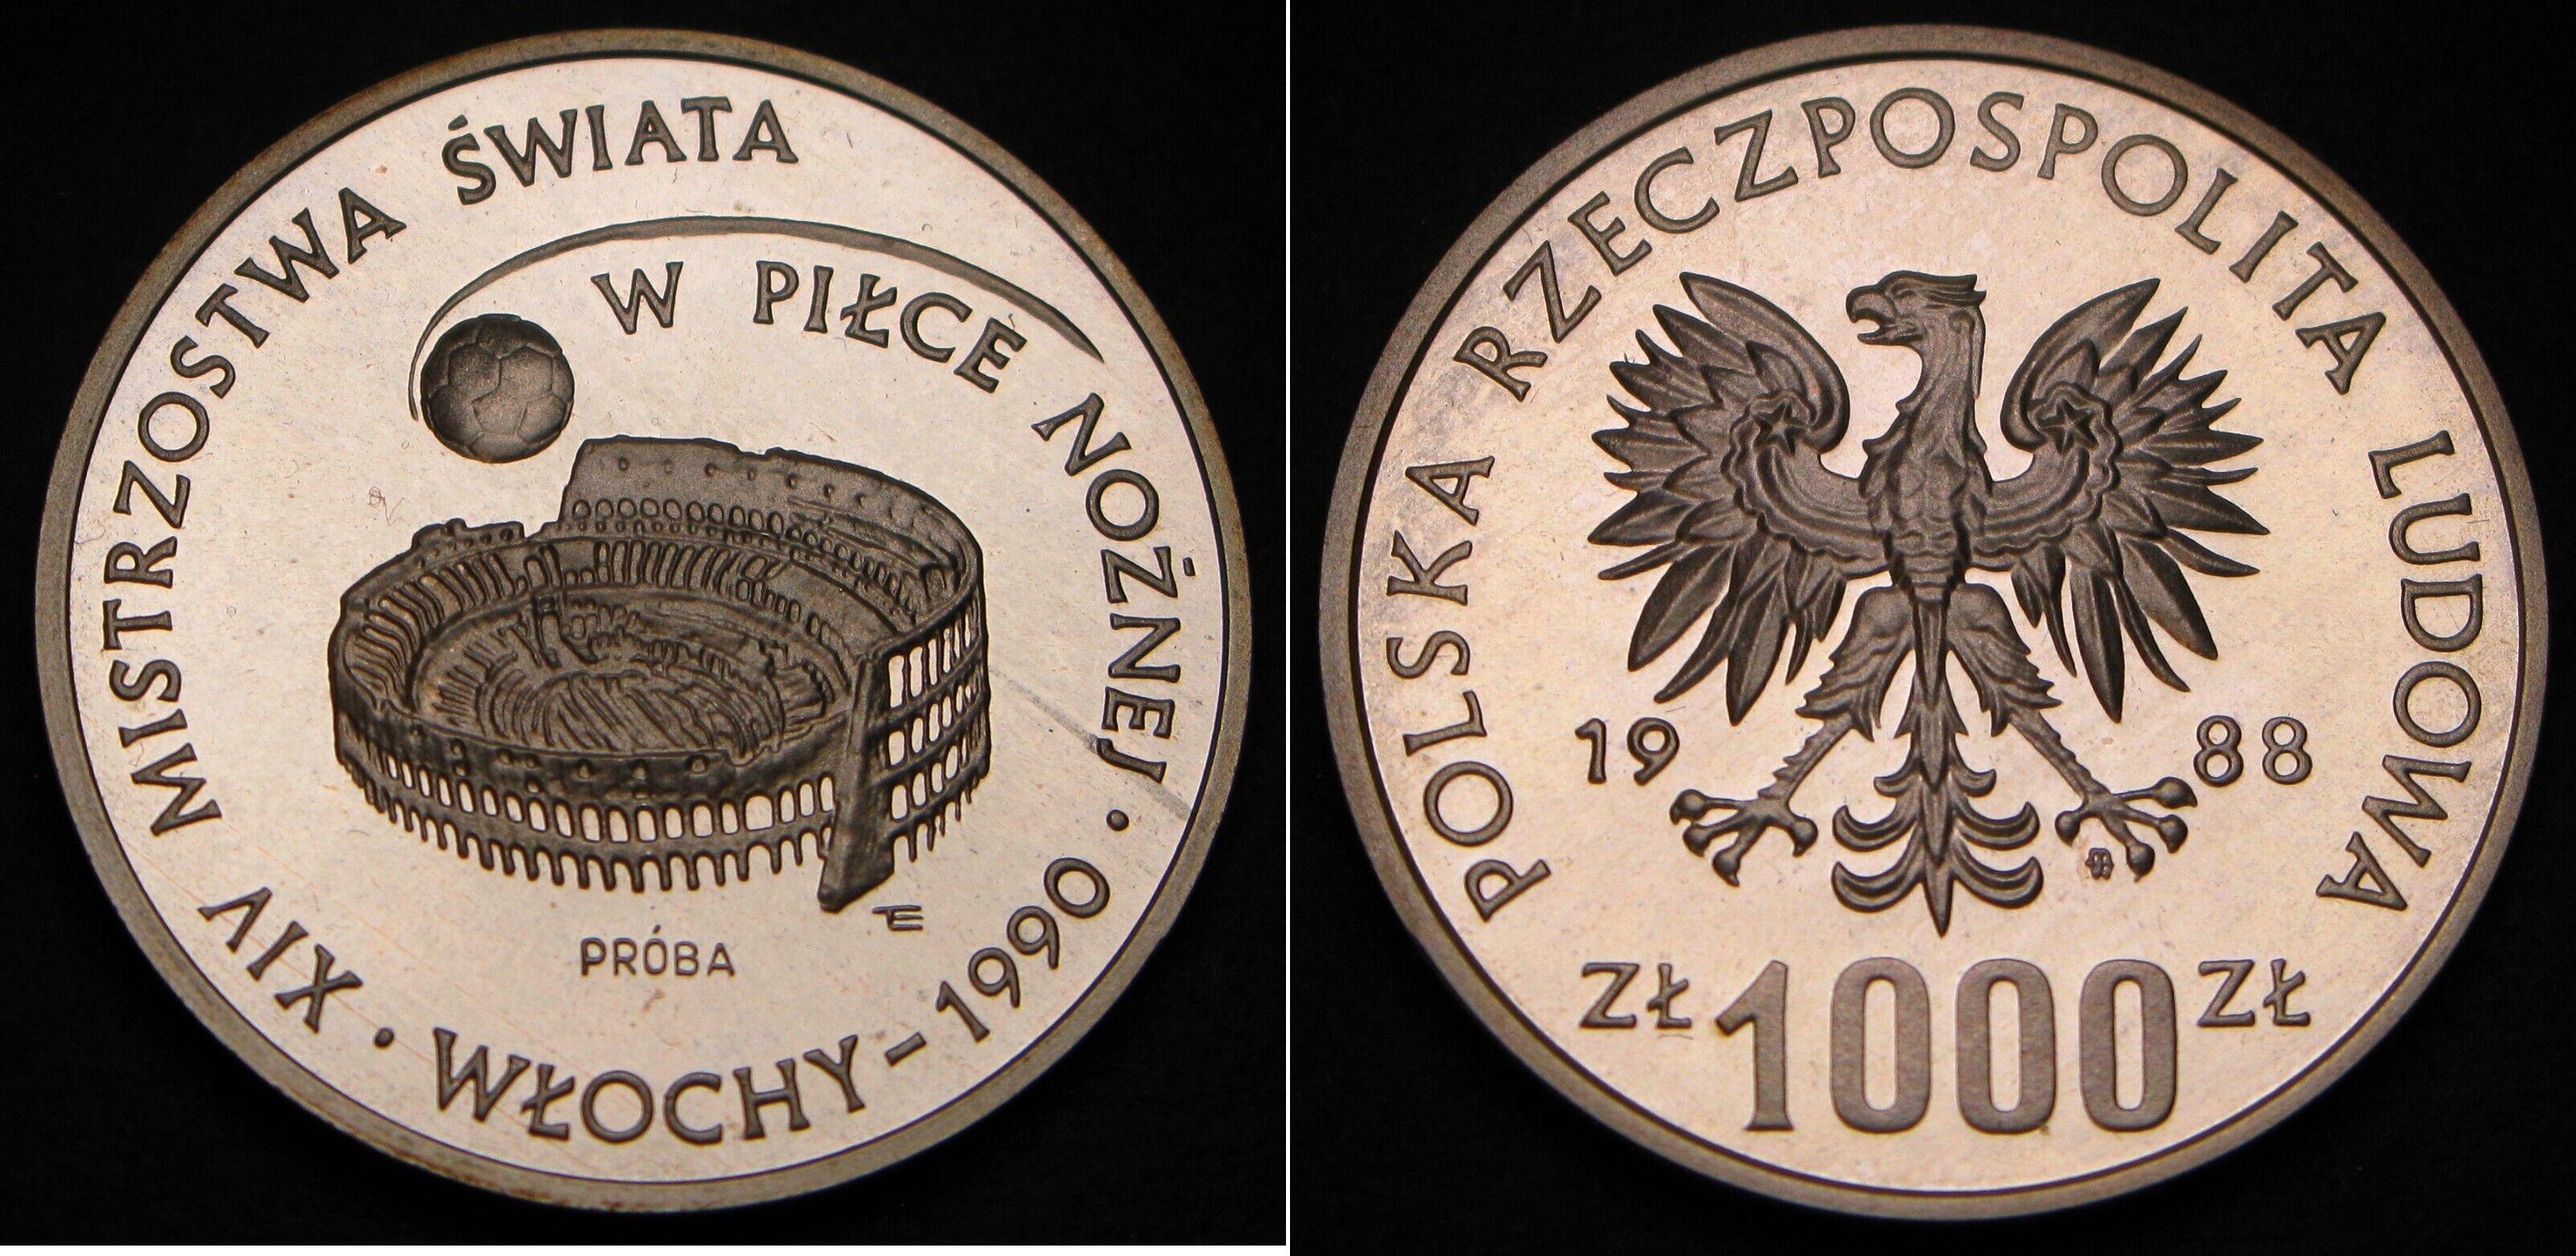 XIV MISTRZOSTWA ŚWIATA
W PIŁCE NOŻNEJ •
• WŁOCHY – 1990
PRÓBA
POLSKA RZECZPOSPOLITA LUDOWA
19 88
ZŁ 1000 ZŁ